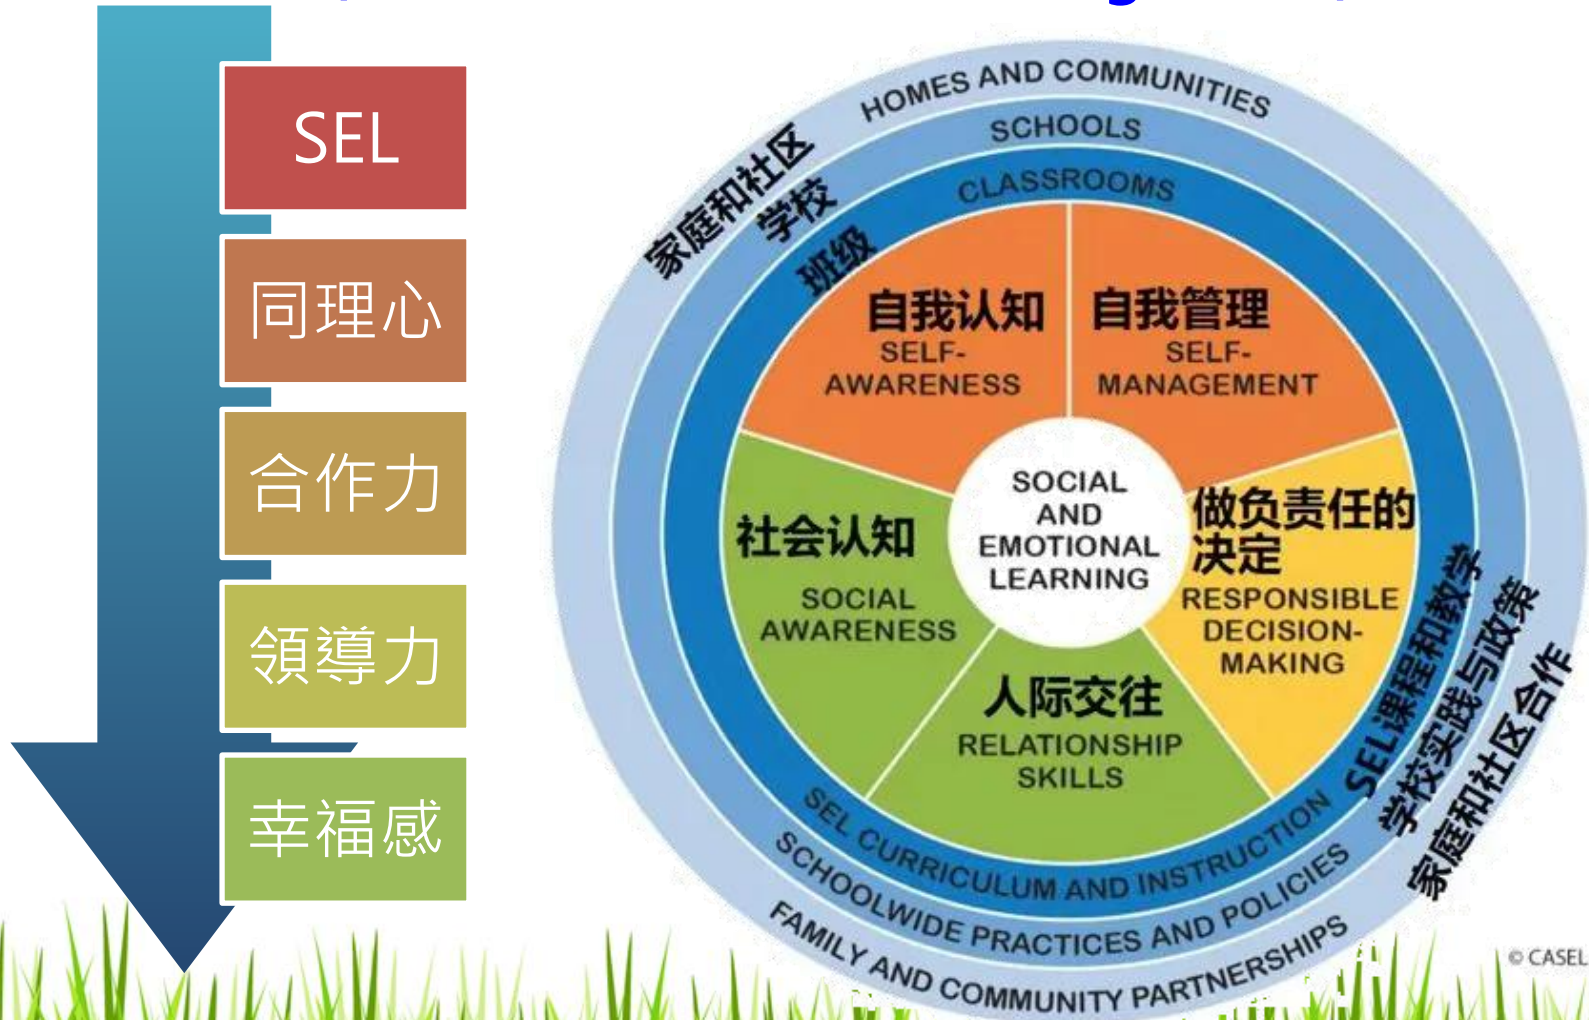 SEL
同理心
合作力
領導力
幸福感
HOMES AND COMMUNITIES
SCHOOLS
CLASSROOMS
家庭和社区
学校
班级
自我认知
SELF-
AWARENESS
自我管理
SELF-
MANAGEMENT
SOCIAL
AND
EMOTIONAL
LEARNING
社会认知
SOCIAL
AWARENESS
做负责任的
决定
RESPONSIBLE
DECISION-
MAKING
人际交往
RELATIONSHIP
SKILLS
SEL CURRICULUM AND INSTRUCTION
SCHOOLWIDE PRACTICES AND POLICIES
FAMILY AND COMMUNITY PARTNERSHIPS
SEL课程和教学
学校实践与政策
家庭和社区合作
© CASEL